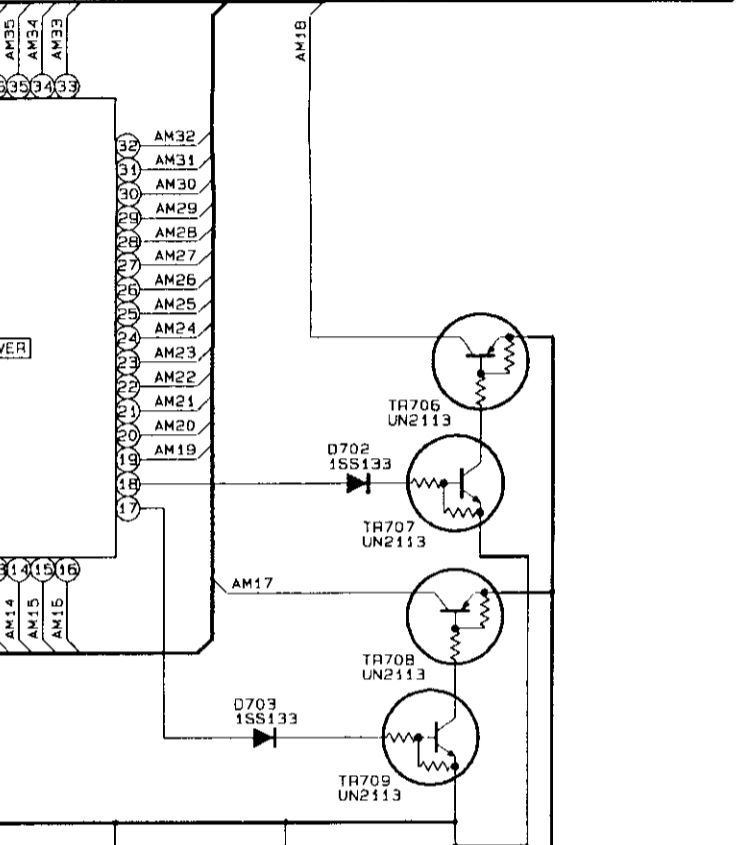 AM35
AM34
AM33
AM18
35
34
33
32
AM32
31
AM31
30
AM30
29
AM29
28
AM28
27
AM27
26
AM26
25
AM25
24
AM24
VER
23
AM23
22
AM22
21
AM21
20
AM20
19
AM19
18
17
TR706
UN2113
D702
1SS133
TR707
UN2113
14
15
16
AM17
AM14
AM15
AM16
TR708
UN2113
D703
1SS133
TR709
UN2113